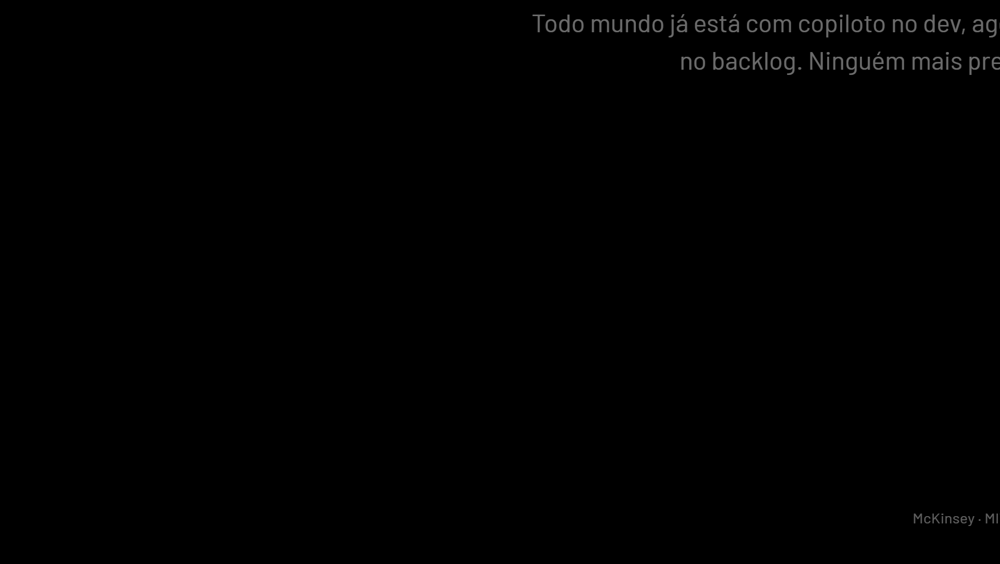 Todo mundo já está com copiloto no dev,
no backlog. Ninguém mais
McKinsey ·